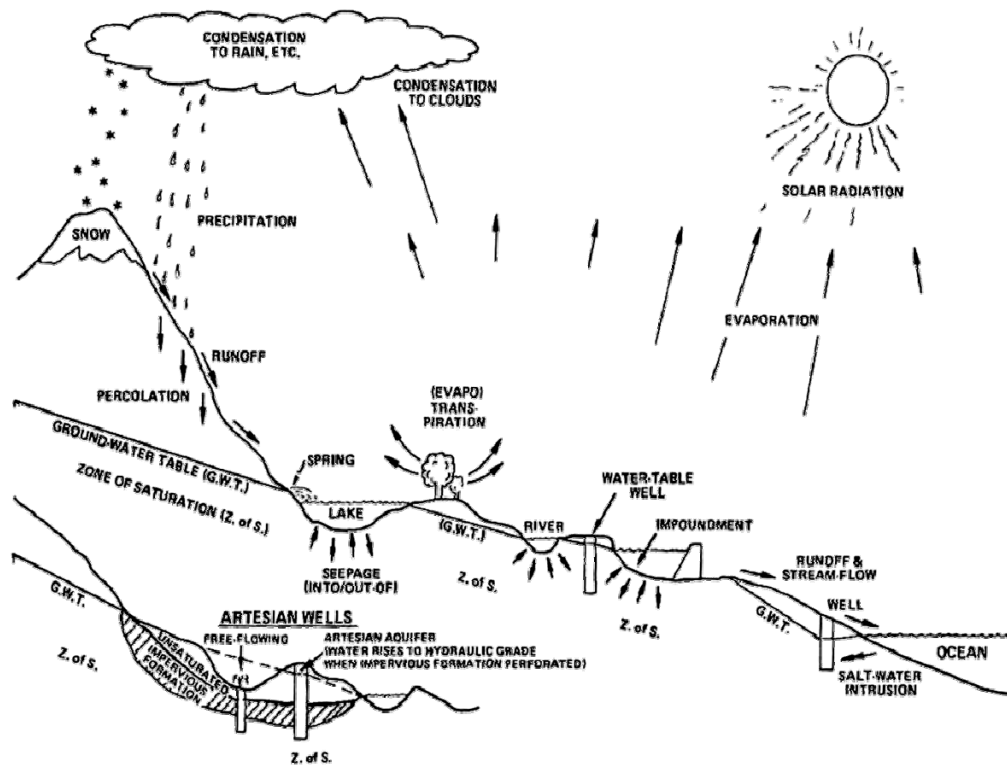 CONDENSATION
TO RAIN, ETC.
CONDENSATION
TO CLOUDS
SOLAR RADIATION
PRECIPITATION
SNOW
EVAPORATION
RUNOFF
PERCOLATION
(EVAPO)
TRANS-
PIRATION
GROUND-WATER TABLE (G.W.T.)
ZONE OF SATURATION (Z. of S.)
SPRING
LAKE
SEEPAGE
(INTO/OUT-OF)
(G.W.T.)
Z. of S.
RIVER
WATER-TABLE
WELL
IMPOUNDMENT
Z. of S.
RUNOFF &
STREAM-FLOW
G.W.T.
WELL
OCEAN
SALT-WATER
INTRUSION
G.W.T.
Z. of S.
ARTESIAN WELLS
FREE-FLOWING
UNSATURATED
IMPERVIOUS
FORMATION
ARTESIAN AQUIFER
(WATER RISES TO HYDRAULIC GRADE
WHEN IMPERVIOUS FORMATION PERFORATED)
Z. of S.